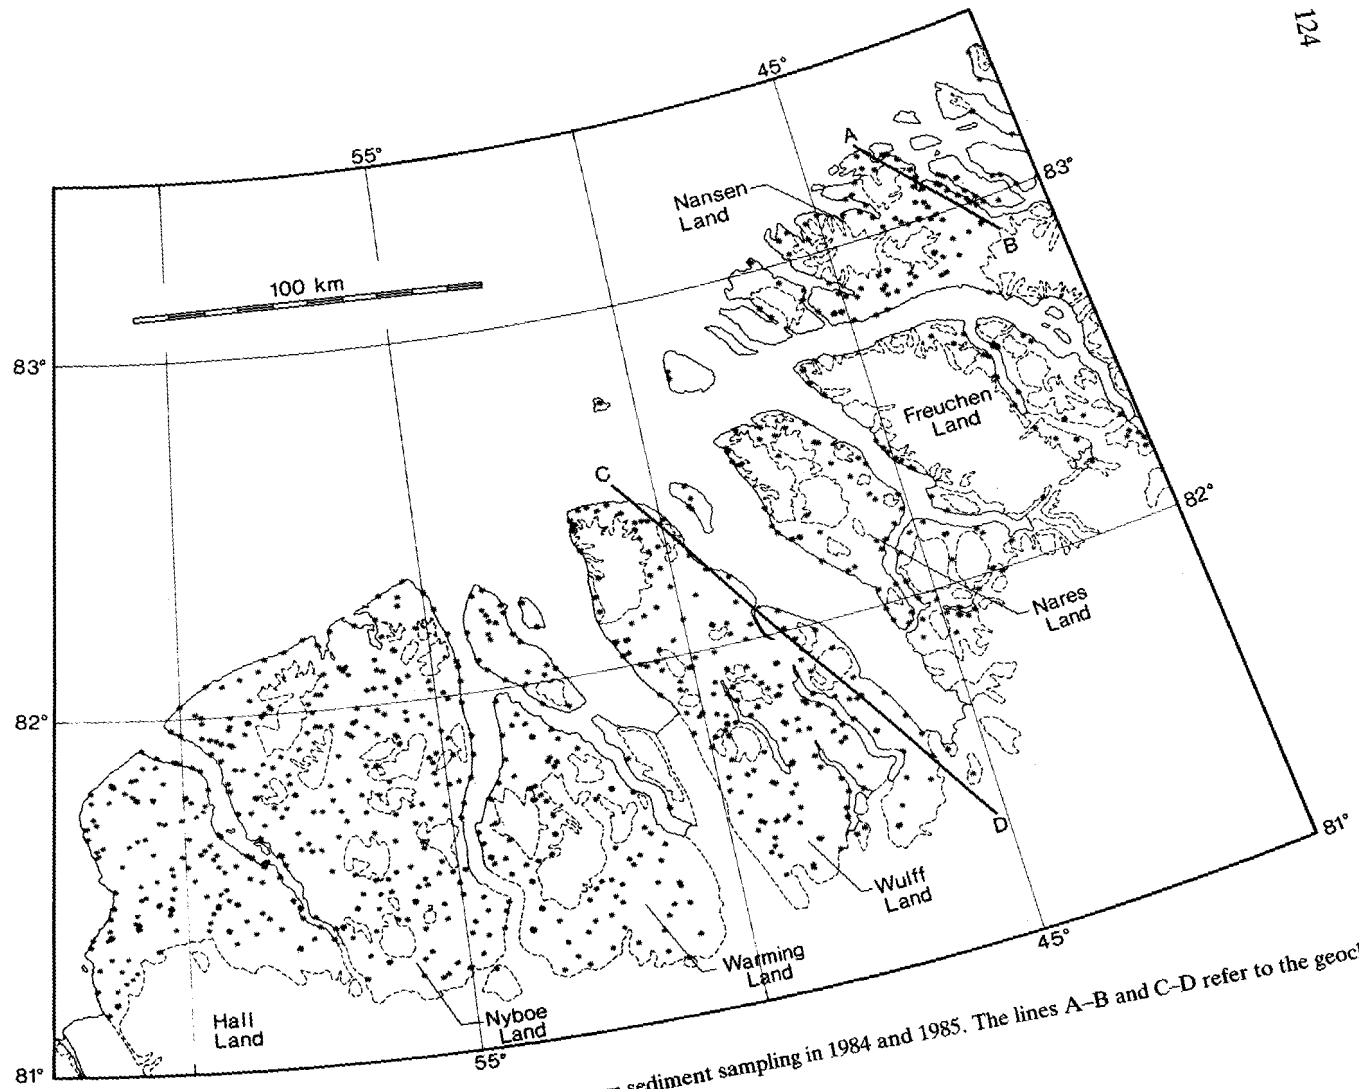 124
45°
55°
A
83°
Nansen
Land
B
100 km
83°
Freuchen
Land
C
82°
Nares
Land
82°
D
81°
Wulff
Land
45°
Warming
Land
Hall
Land
Nyboe
Land
55°
81°
sediment sampling in 1984 and 1985. The lines A–B and C–D refer to the